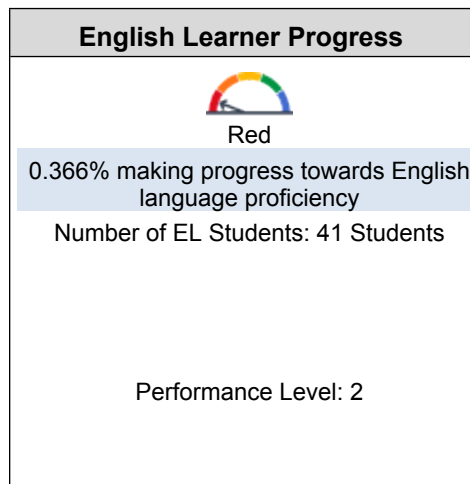 English Learner Progress
Red
0.366% making progress towards English
language proficiency
Number of EL Students: 41 Students
Performance Level: 2